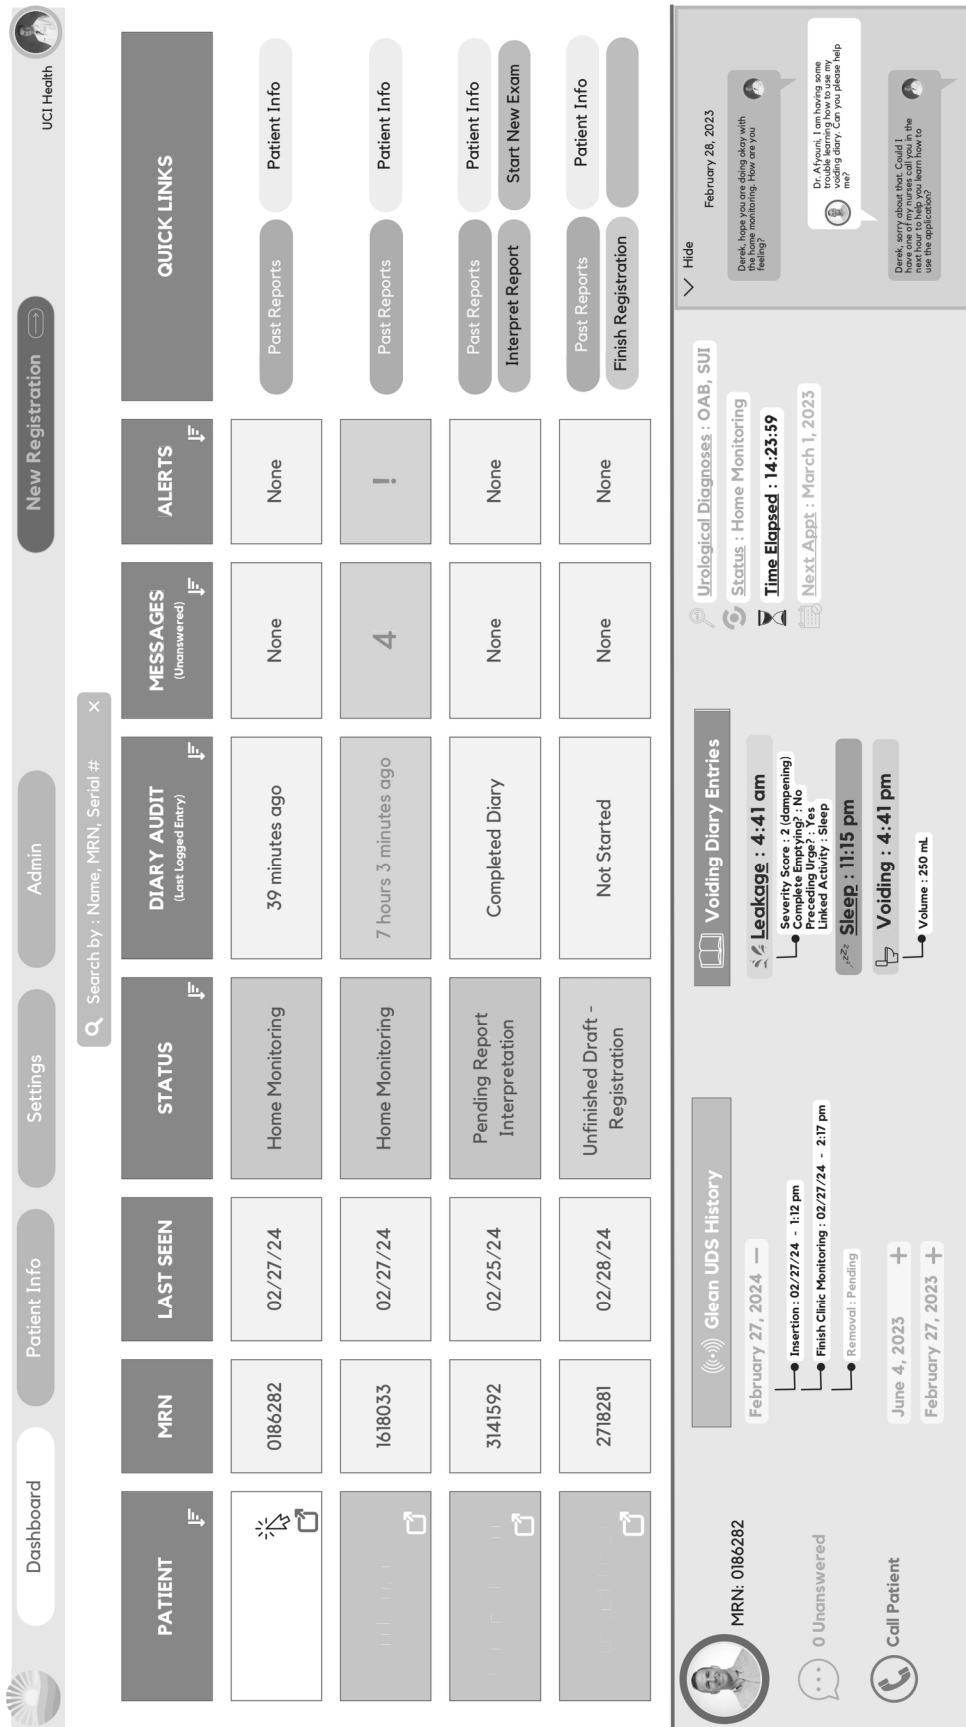 Dashboard
Patient Info
Settings
Admin
New Registration
UCI Health
Search by : Name, MRN, Serial #
PATIENT
MRN
LAST SEEN
STATUS
DIARY AUDIT
(Last Logged Entry)
MESSAGES
(Unanswered)
ALERTS
QUICK LINKS
0186282
02/27/24
Home Monitoring
39 minutes ago
None
None
Past Reports
Patient Info
1618033
02/27/24
Home Monitoring
7 hours 3 minutes ago
4
!
Past Reports
Patient Info
3141592
02/25/24
Pending Report
Interpretation
Completed Diary
None
None
Past Reports
Patient Info
Interpret Report
Start New Exam
2718281
02/28/24
Unfinished Draft -
Registration
Not Started
None
None
Past Reports
Patient Info
Finish Registration
MRN: 0186282
0 Unanswered
Call Patient
Glean UDS History
February 27, 2024 –
Insertion : 02/27/24 - 1:12 pm
Finish Clinic Monitoring : 02/27/24 - 2:17 pm
Removal : Pending
June 4, 2023 +
February 27, 2023 +
Voiding Diary Entries
Leakage : 4:41 am
Severity Score : 2 (dampening)
Complete Emptying? : No
Preceding Urge? : Yes
Linked Activity : Sleep
zzz Sleep : 11:15 pm
Voiding : 4:41 pm
Volume : 250 mL
Urological Diagnoses : OAB, SUI
Status : Home Monitoring
Time Elapsed : 14:23:59
Next Appt : March 1, 2023
Hide
February 28, 2023
Derek, hope you are doing okay with
the home monitoring. How are you
feeling?
Dr. Afyouni, I am having some
trouble learning how to use my
voiding diary. Can you please help
me?
Derek, sorry about that. Could I
have one of my nurses call you in the
next hour to help you learn how to
use the application?